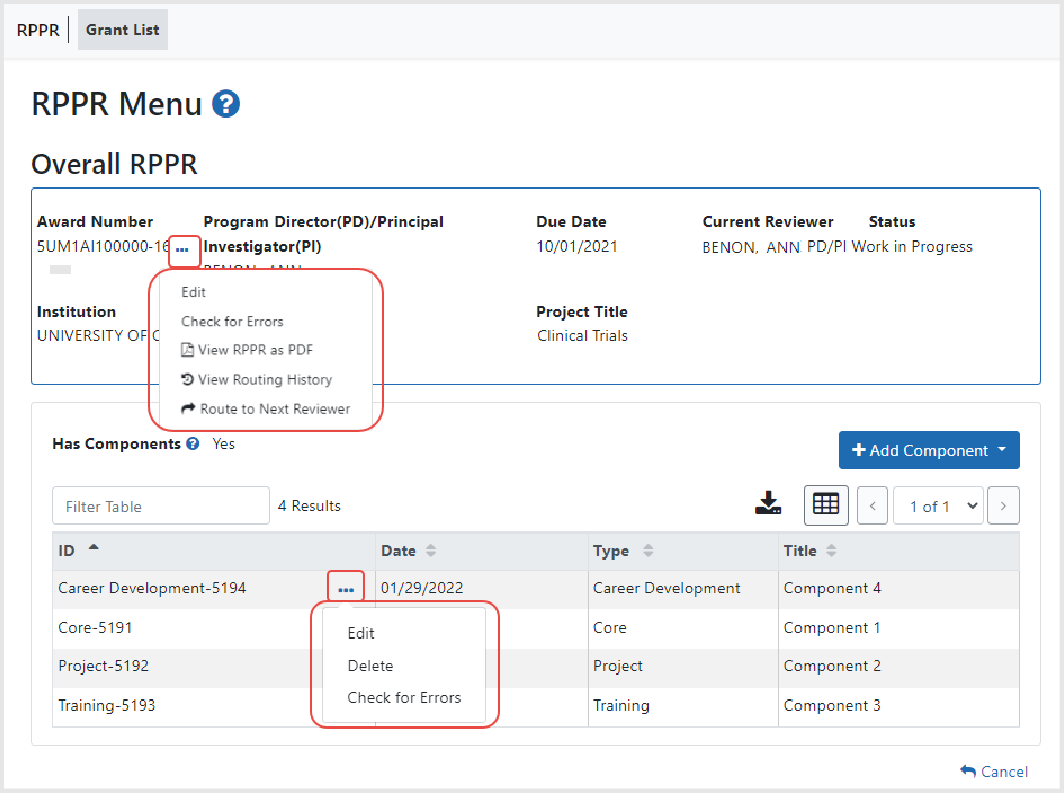 RPPR Grant List
RPPR Menu ?
Overall RPPR
Award Number Program Director(PD)/Principal Due Date Current Reviewer Status
5UM1AI100000-16 ... Investigator(PI) 10/01/2021 BENON, ANN PD/PI Work in Progress
BENON, ANN
Edit
Institution Project Title
Check for Errors
UNIVERSITY OF Clinical Trials
View RPPR as PDF
View Routing History
Route to Next Reviewer
Has Components ? Yes
+ Add Component
Filter Table 4 Results < 1 of 1 >
ID Date Type Title
Career Development-5194 ... 01/29/2022 Career Development Component 4
Core-5191 Core Component 1
Edit
Project-5192 Project Component 2
Delete
Check for Errors
Training-5193 Training Component 3
Cancel